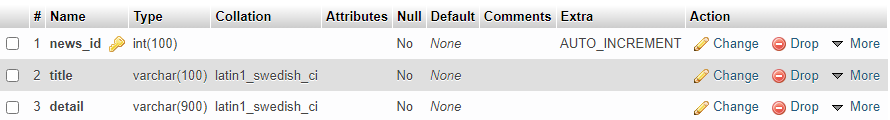 # Name Type Collation Attributes Null Default Comments Extra Action
1 news_id int(100) No None AUTO_INCREMENT Change Drop More
2 title varchar(100) latin1_swedish_ci No None Change Drop More
3 detail varchar(900) latin1_swedish_ci No None Change Drop More